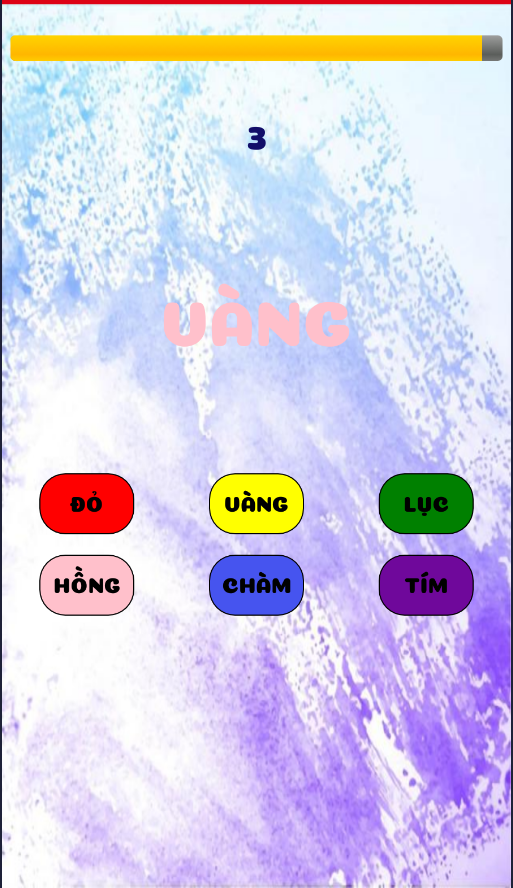 3
VÀNG
ĐỎ VÀNG LỤC
HỒNG CHÀM TÍM